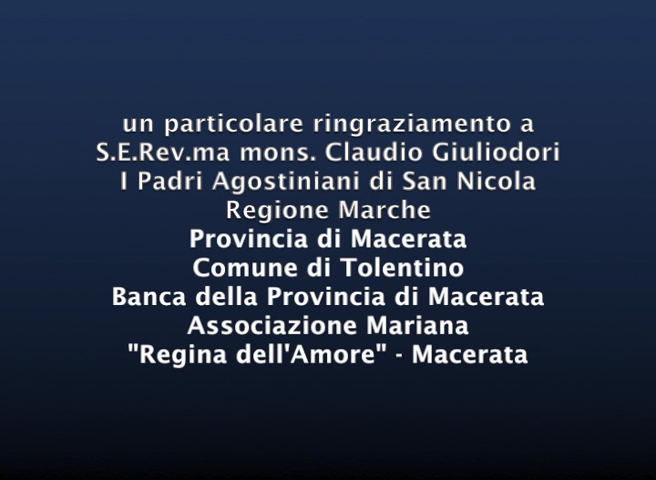 un particolare ringraziamento a
S.E.Rev.ma mons. Claudio Giuliodori
I Padri Agostiniani di San Nicola
Regione Marche
Provincia di Macerata
Comune di Tolentino
Banca della Provincia di Macerata
Associazione Mariana
"Regina dell'Amore" - Macerata